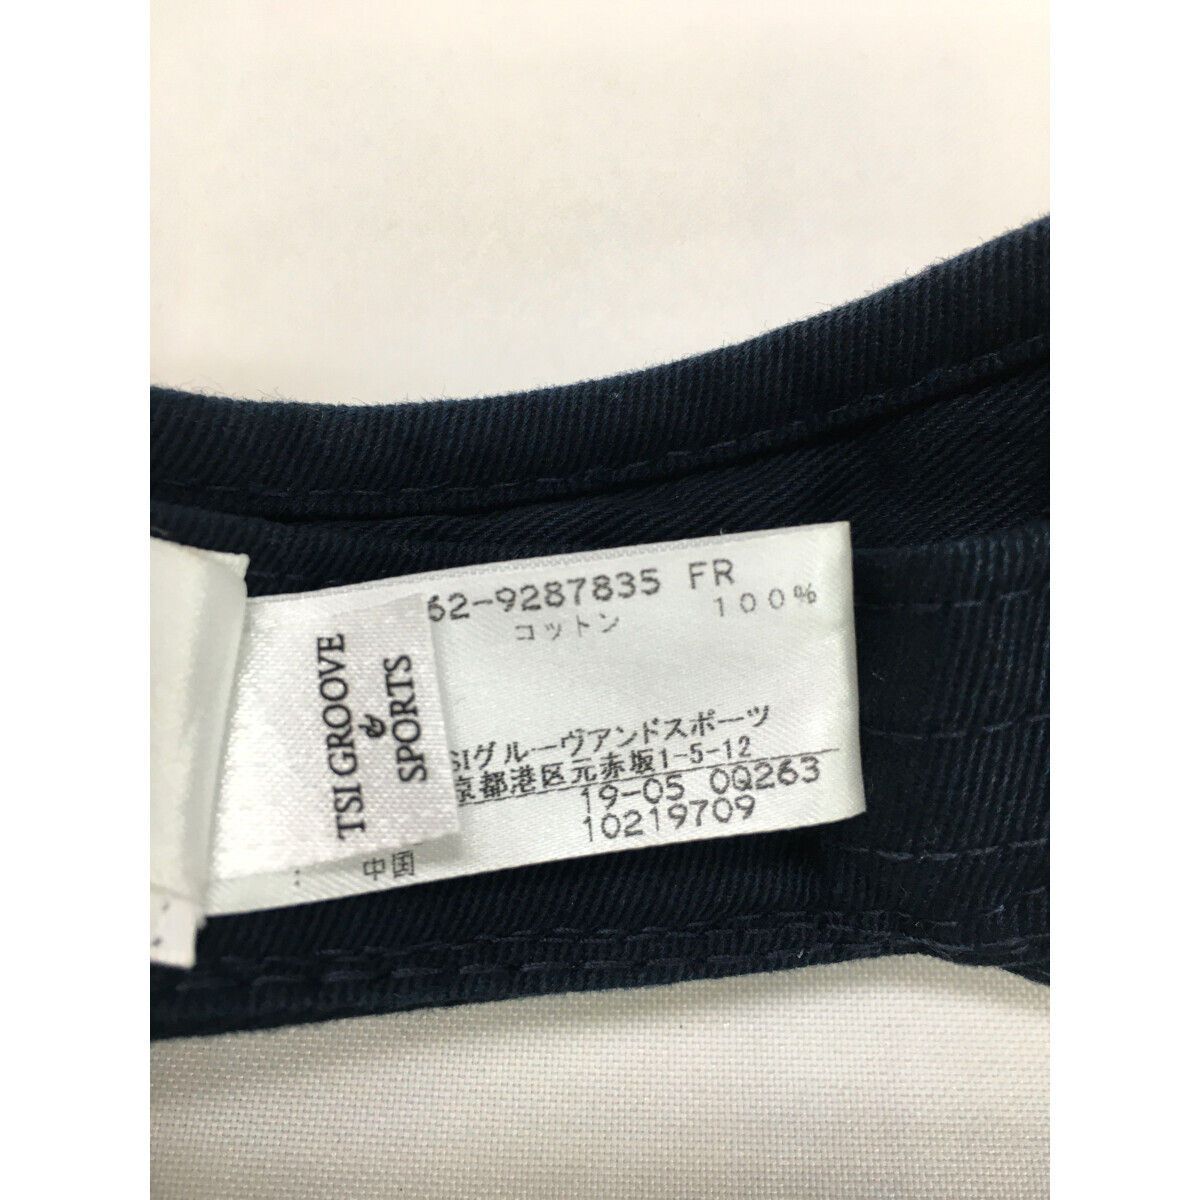 62-9287835 FR
コットン 100%
SIグルーヴアンドスポーツ
京都港区元赤坂1-5-12
19-05 0Q263
10219709
中国
TSI GROOVE
&
SPORTS